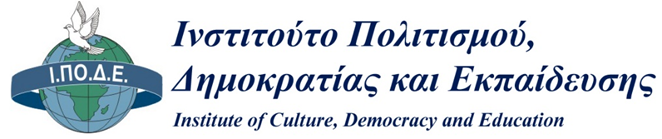 Ι.ΠΟ.Δ.Ε.
Ινστιτούτο Πολιτισμού,
Δημοκρατίας και Εκπαίδευσης
Institute of Culture, Democracy and Education